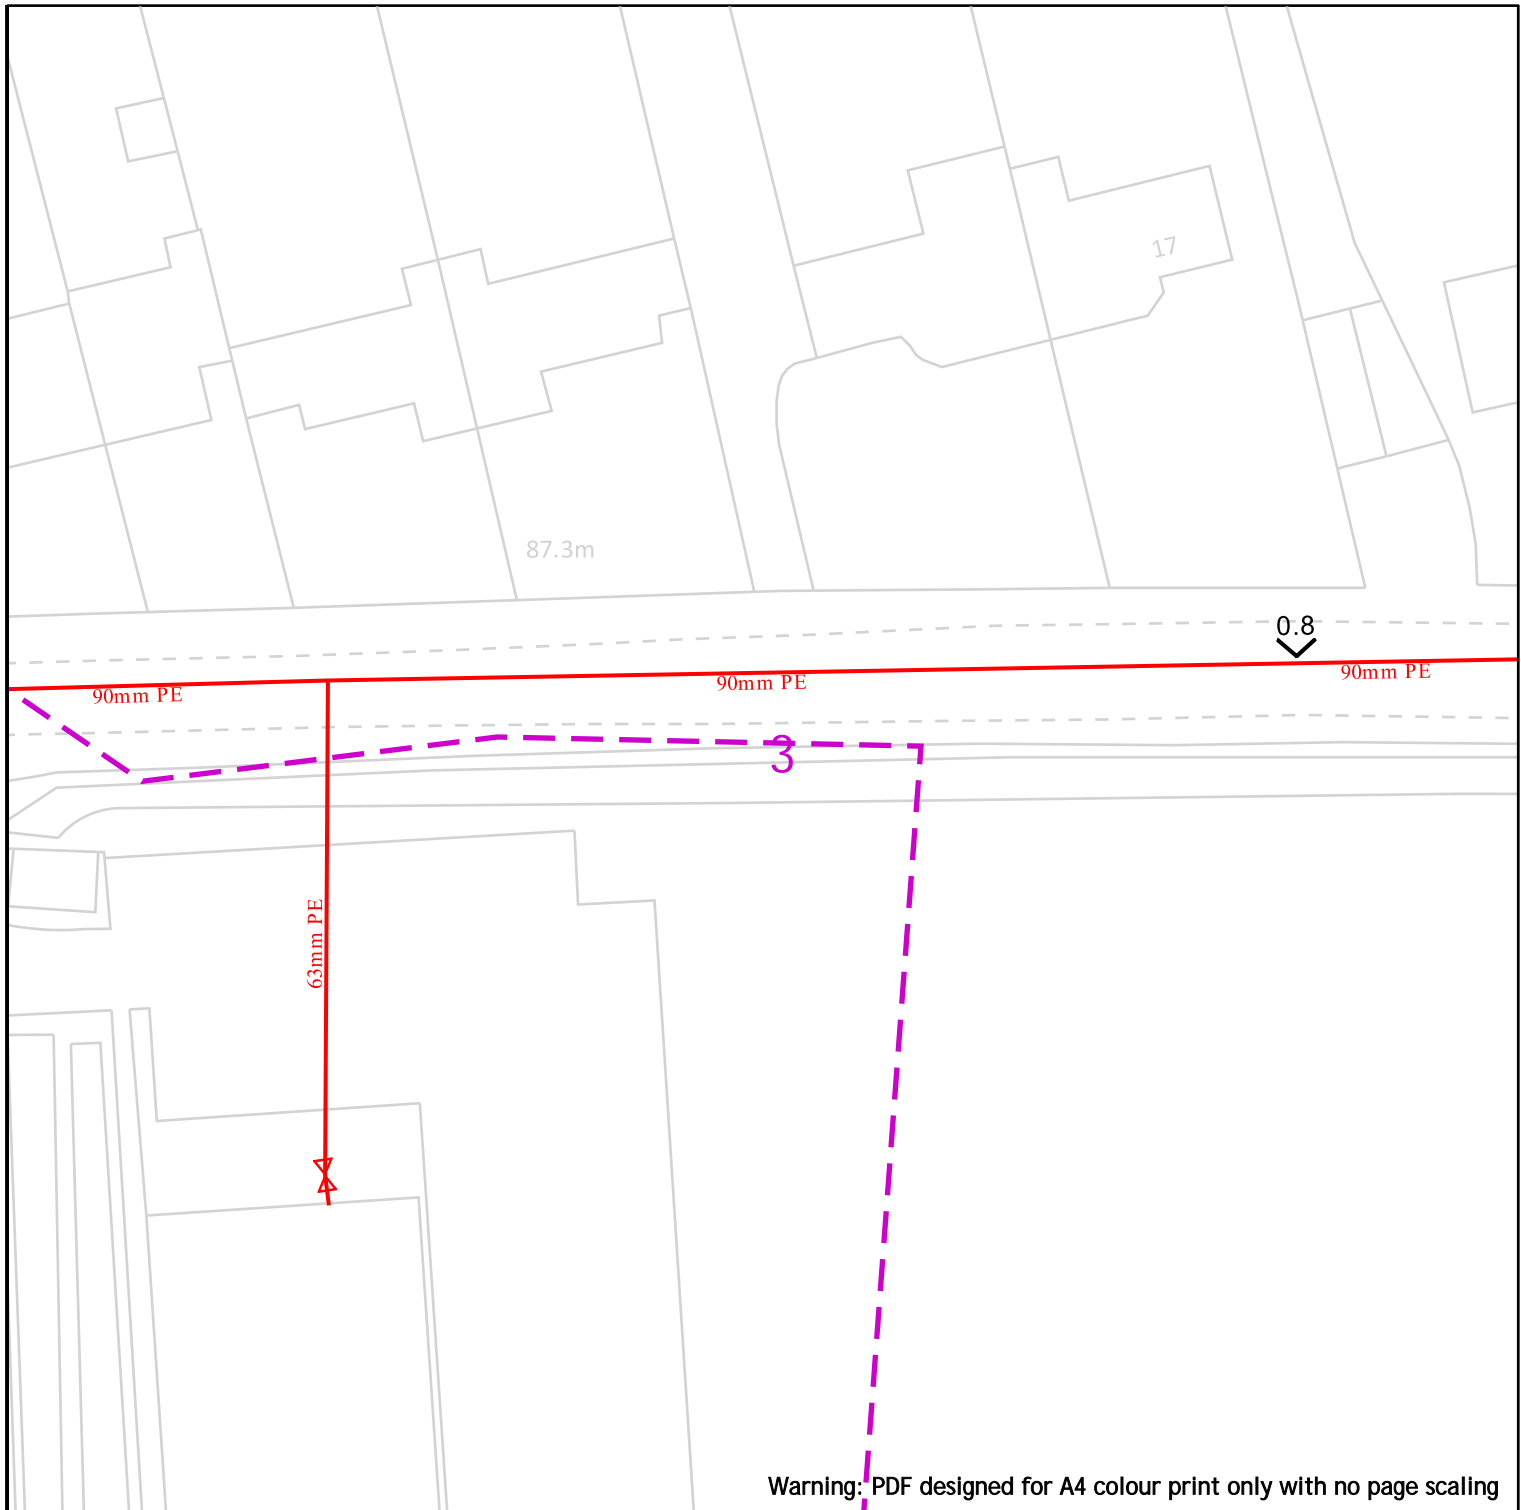 17
87.3m
0.8
90mm PE
90mm PE
90mm PE
3
63mm PE
Warning: PDF designed for A4 colour print only with no page scaling